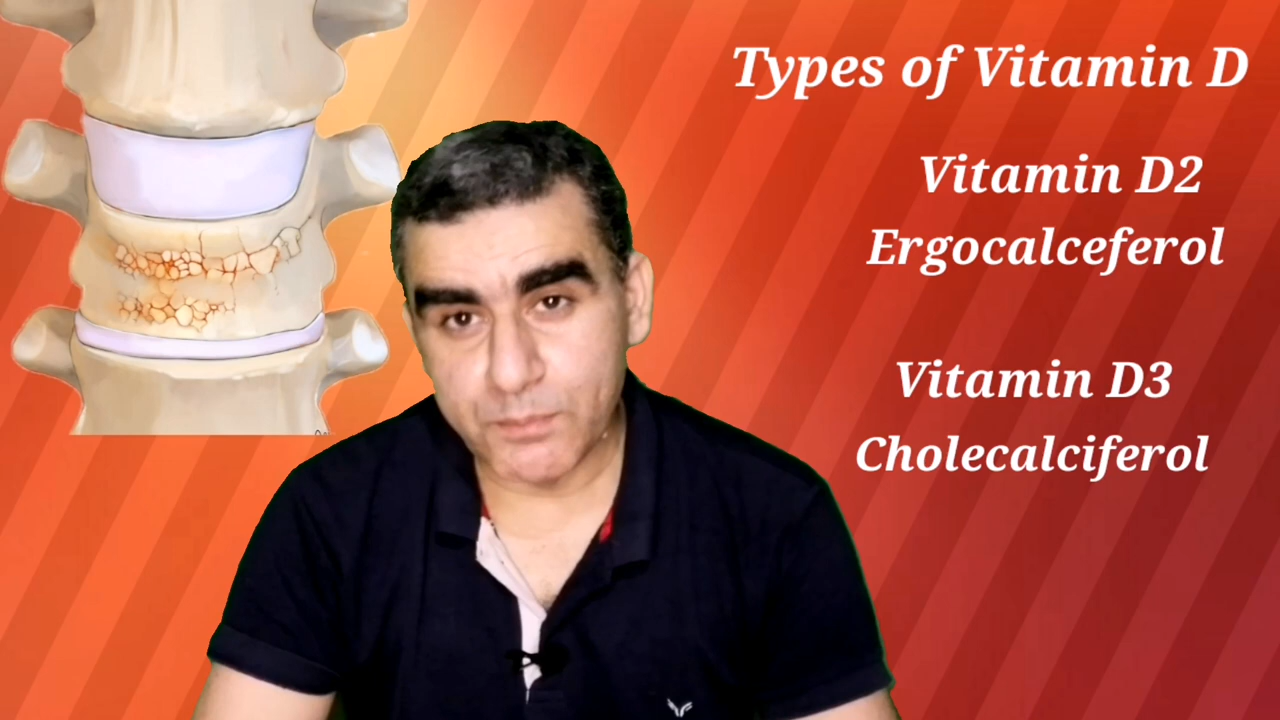 Types of Vitamin D
Vitamin D2
Ergocalceferol
Vitamin D3
Cholecalciferol